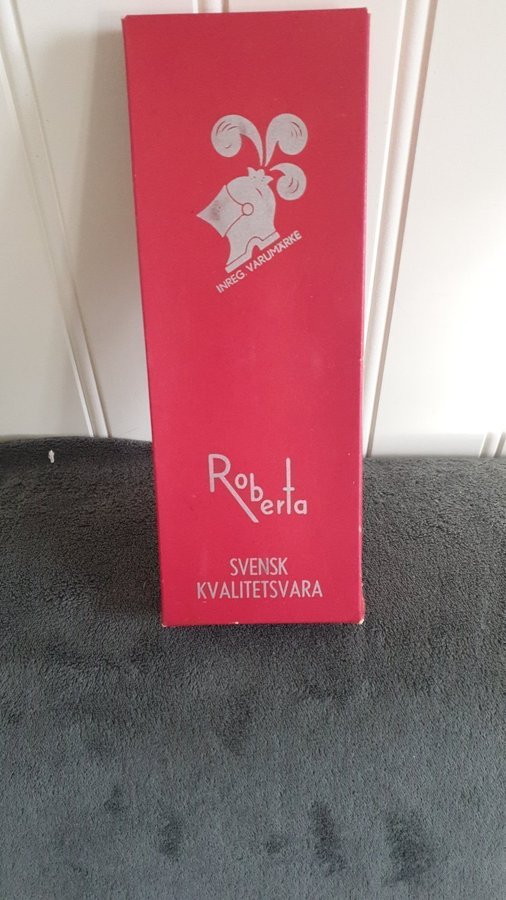 INREG. VARUMÄRKE
Roberta
SVENSK
KVALITETSVARA